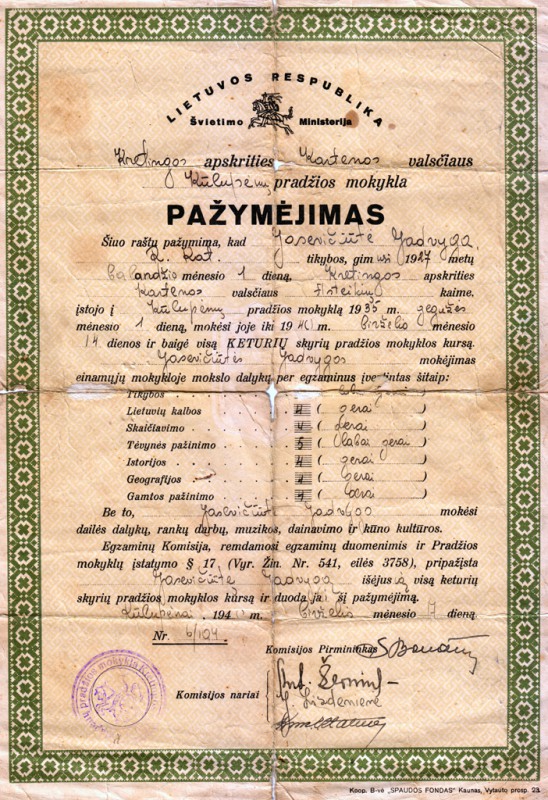 LIETUVOS RESPUBLIKA
Švietimo Ministerija
Kretingos apskrities Kartenos valsčiaus
Kūlupėnų pradžios mokykla
PAŽYMĖJIMAS
Šiuo raštų pažymima, kad Jasevičiūtė Jadvyga,
R. Kat. tikybos, gimusi 1927 metų
balandžio mėnesio 1 dieną, Kretingos apskrities
Kartenos valsčiaus kaime,
įstojo į Kūlupėnų pradžios mokyklą 1935 m. gegužės
mėnesio 1 dieną, mokėsi joje iki 1940 m. birželio mėnesio
14 dienos ir baigė visą KETURIŲ skyrių pradžios mokyklos kursą.
Jasevičiūtės Jadvygos mokėjimas
einamųjų mokykloje mokslo dalykų per egzaminus įvertintas šitaip:
Tikybos
Lietuvių kalbos 4 ( gerai )
Skaičiavimo 4 ( Gerai )
Tėvynės pažinimo 5 ( Labai gerai )
Istorijos 4 ( gerai )
Geografijos 4 ( Gerai )
Gamtos pažinimo 4 ( Gerai )
Be to, Jasevičiūtė Jadvyga mokėsi
dailės dalykų, rankų darbų, muzikos, dainavimo ir kūno kultūros.
Egzaminų Komisija, remdamosi egzaminų duomenimis ir Pradžios
mokyklų įstatymo § 17 (Vyr. Žin. Nr. 541, eilės 3758), pripažįsta
Jasevičiūtė Jadvyga išėjusią visą keturių
skyrių pradžios mokyklos kursą ir duoda jai šį pažymėjimą.
Kūlupėnai, 1940 m. birželio mėnesio dieną
Nr. 6/104
Komisijos Pirmininkas
Komisijos nariai
Koop. B-vė „SPAUDOS FONDAS" Kaunas, Vytauto prosp. 23.